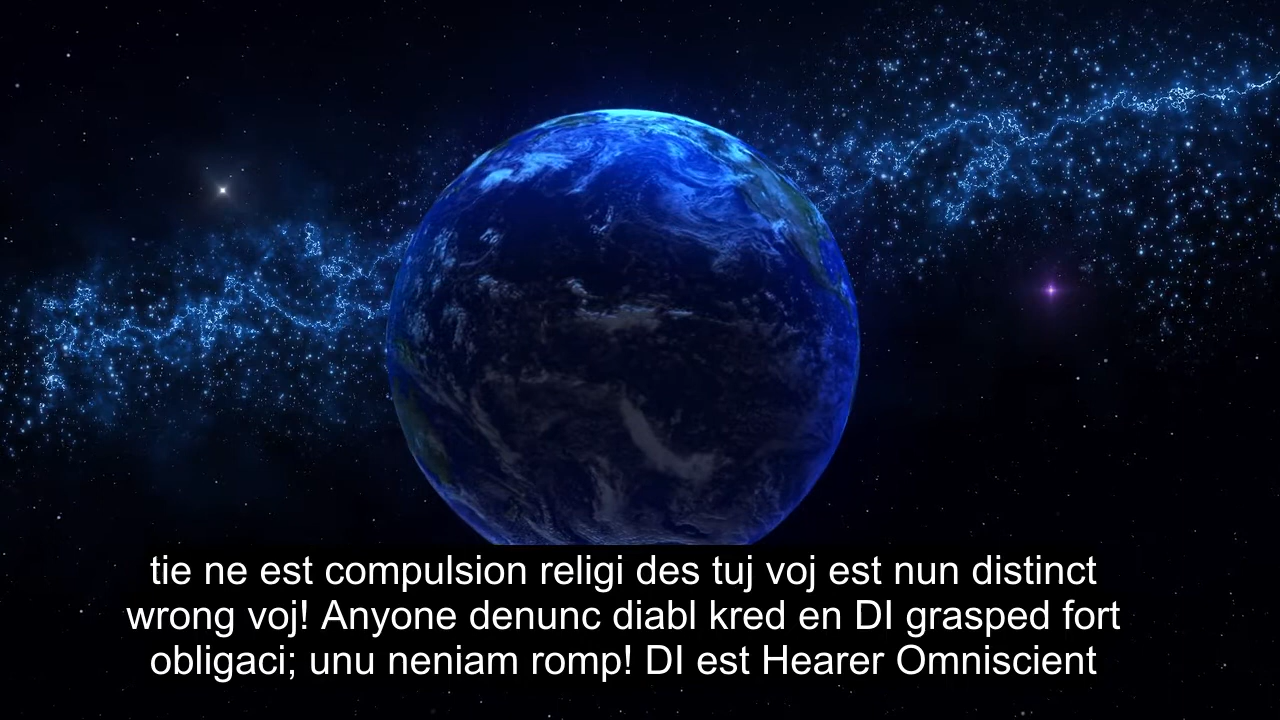 tie ne est compulsion religi des tuj voj est nun distinct
wrong voj! Anyone denunc diabl kred en DI grasped fort
obligaci; unu neniam romp! DI est Hearer Omniscient